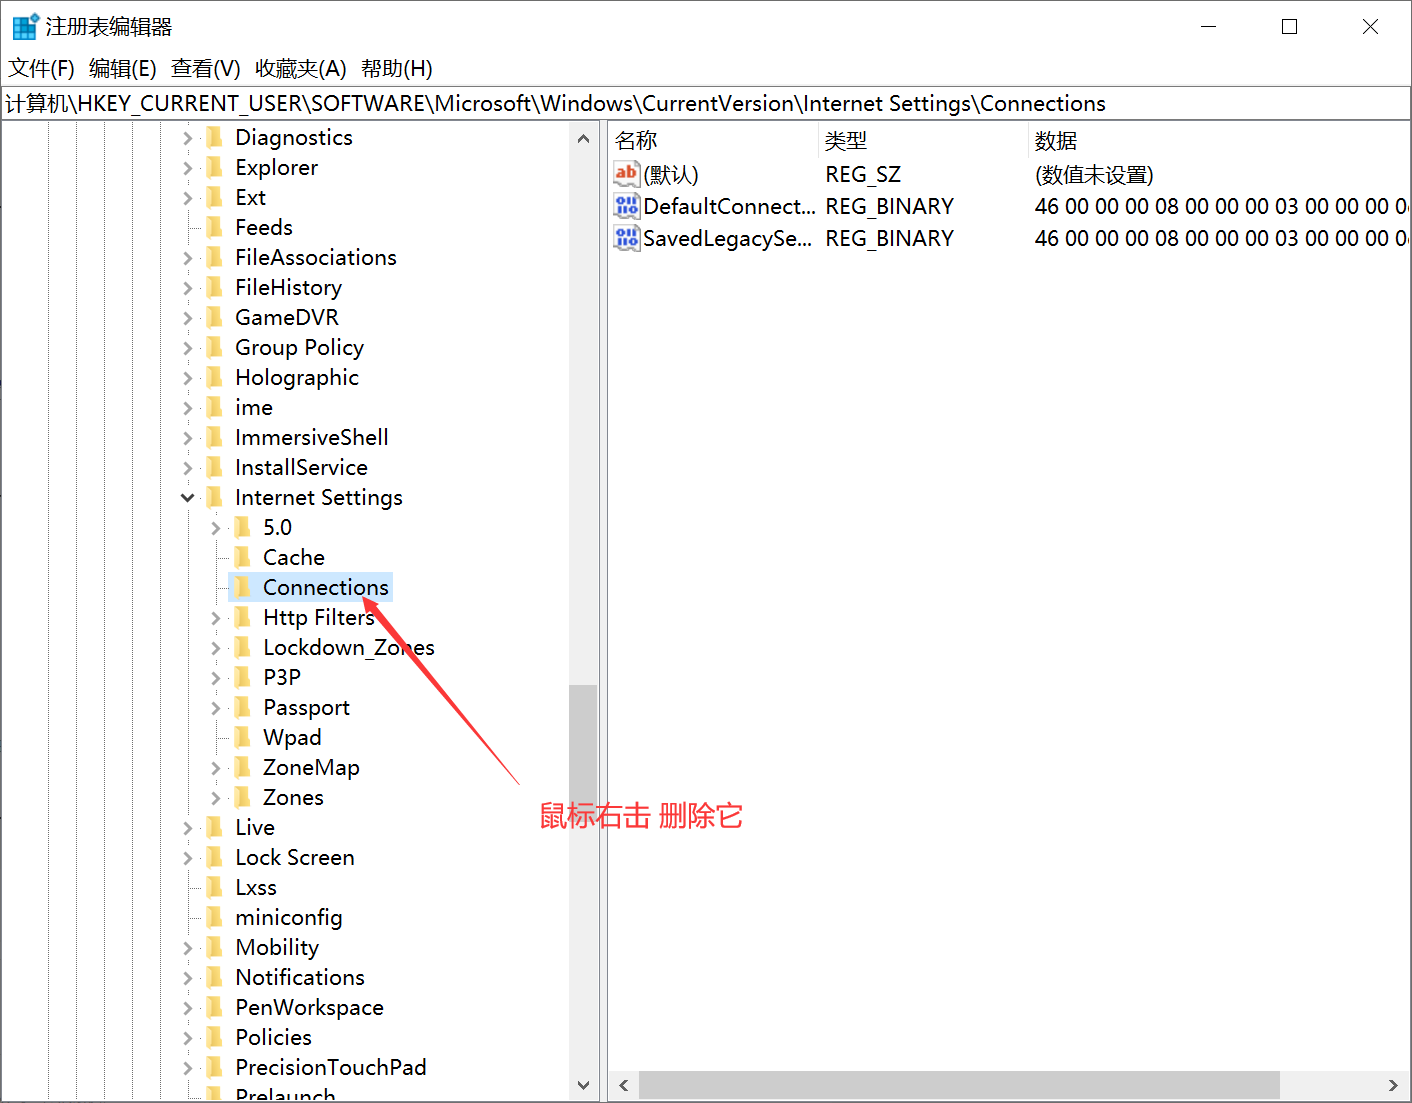 注册表编辑器
文件(F) 编辑(E) 查看(V) 收藏夹(A) 帮助(H)
计算机\HKEY_CURRENT_USER\SOFTWARE\Microsoft\Windows\CurrentVersion\Internet Settings\Connections
Diagnostics
Explorer
Ext
Feeds
FileAssociations
FileHistory
GameDVR
Group Policy
Holographic
ime
ImmersiveShell
InstallService
Internet Settings
5.0
Cache
Connections
Http Filters
Lockdown_Zones
P3P
Passport
Wpad
ZoneMap
Zones
Live
Lock Screen
Lxss
miniconfig
Mobility
Notifications
PenWorkspace
Policies
PrecisionTouchPad
Prelaunch
名称 类型 数据
(默认) REG_SZ (数值未设置)
DefaultConnect... REG_BINARY 46 00 00 00 08 00 00 00 03 00 00 00
SavedLegacySe... REG_BINARY 46 00 00 00 08 00 00 00 03 00 00 00
鼠标右击 删除它